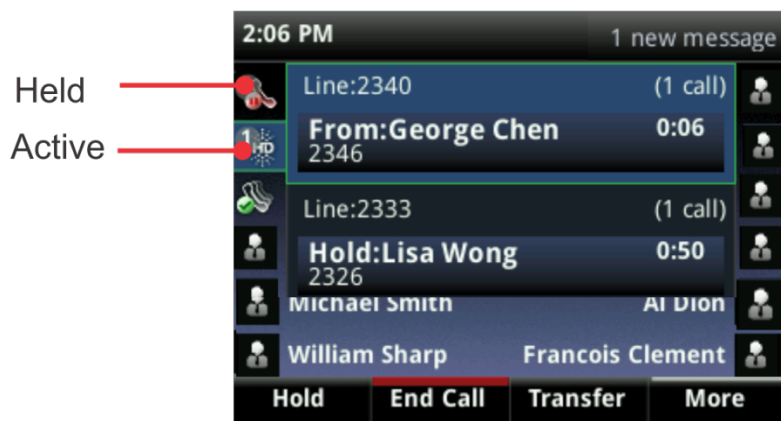 2:06 PM
1 new message
Held
Active
Line:2340 (1 call)
From:George Chen 0:06
2346
1
HD
Line:2333 (1 call)
Hold:Lisa Wong 0:50
2326
Michael Smith Al Dion
William Sharp Francois Clement
Hold End Call Transfer More